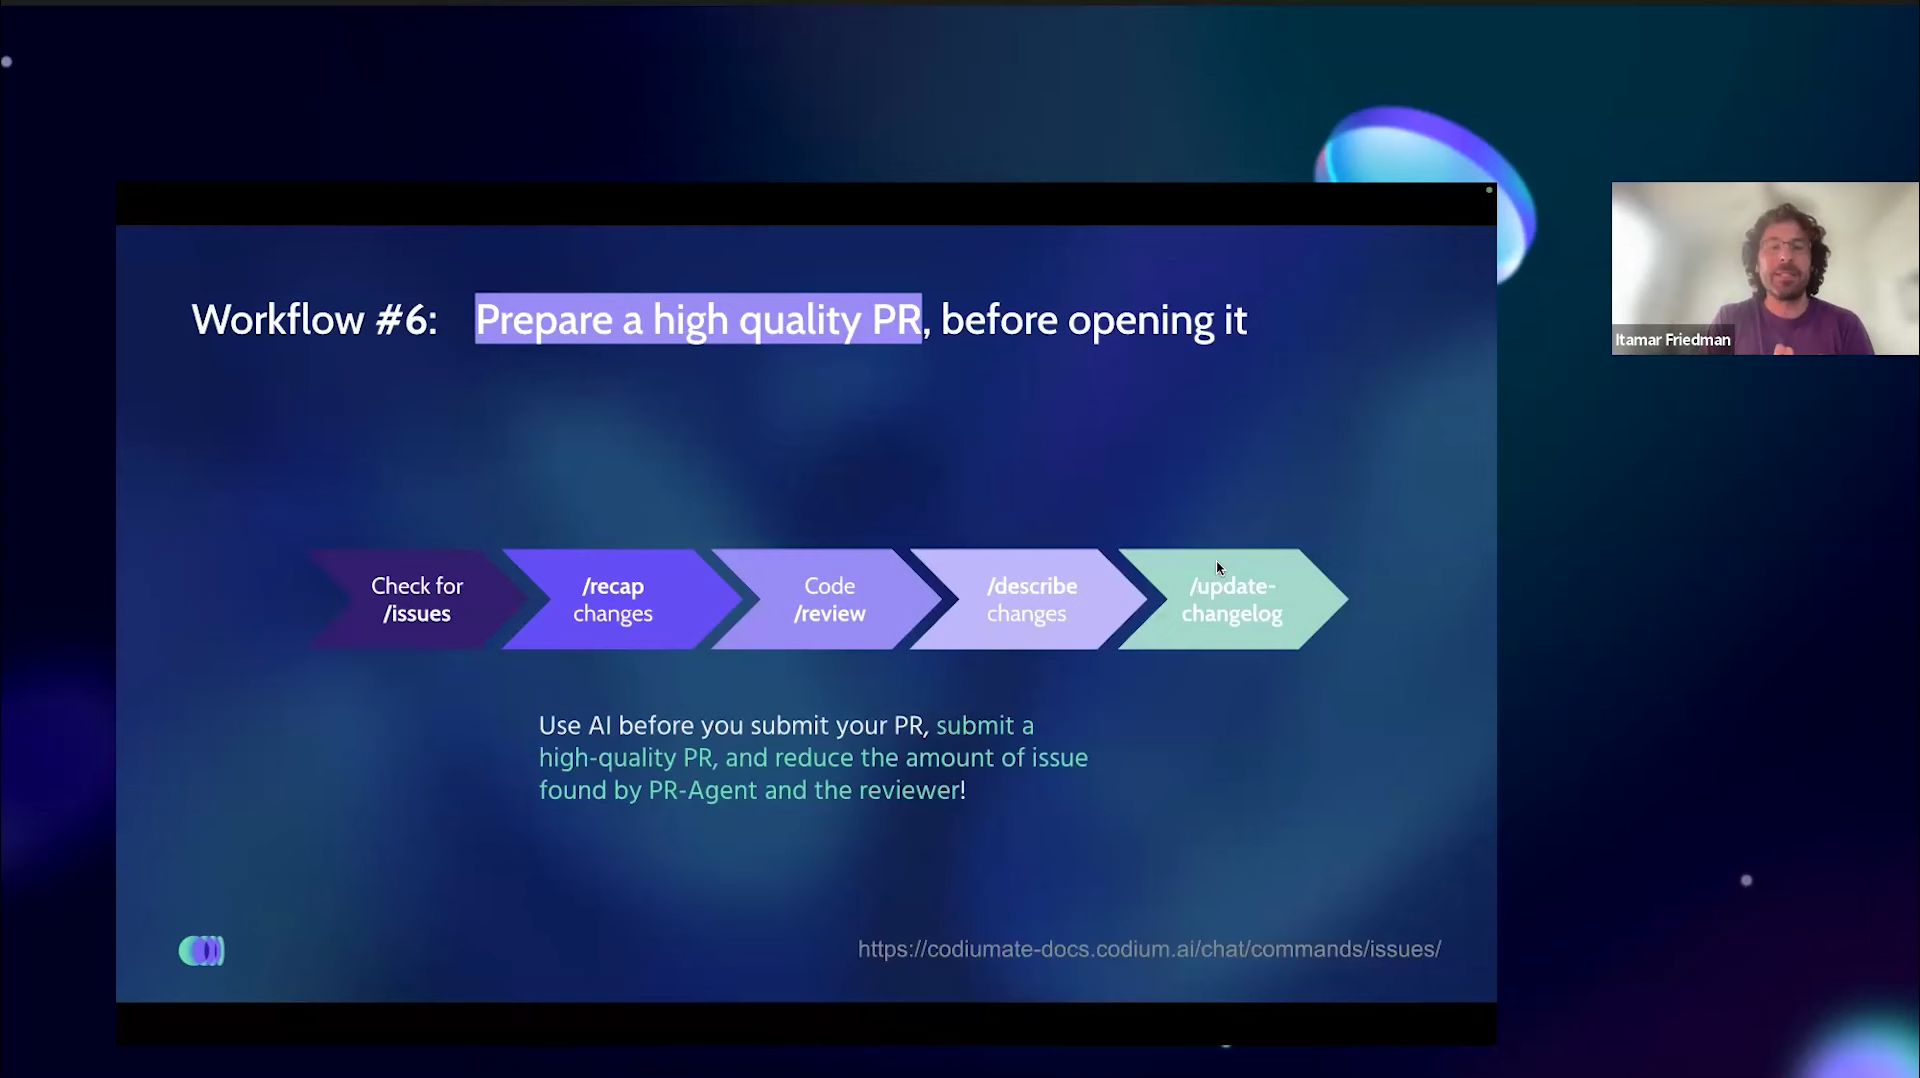 Workflow #6: Prepare a high quality PR, before opening it
Itamar Friedman
Check for
/issues
/recap
changes
Code
/review
/describe
changes
/update-
changelog
Use AI before you submit your PR, submit a
high-quality PR, and reduce the amount of issue
found by PR-Agent and the reviewer!
https://codiumate-docs.codium.ai/chat/commands/issues/